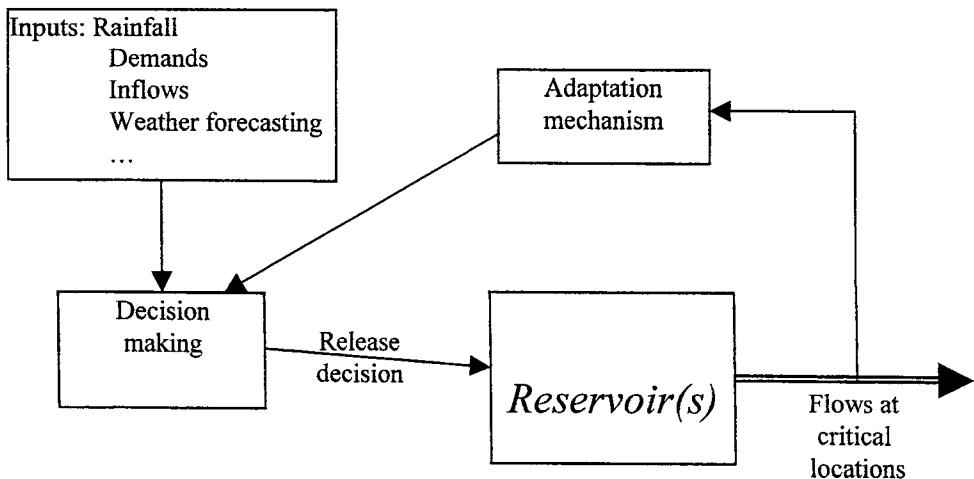 Inputs: Rainfall
Demands
Inflows
Weather forecasting
...
Adaptation
mechanism
Decision
making
Release
decision
Reservoir(s)
Flows at
critical
locations